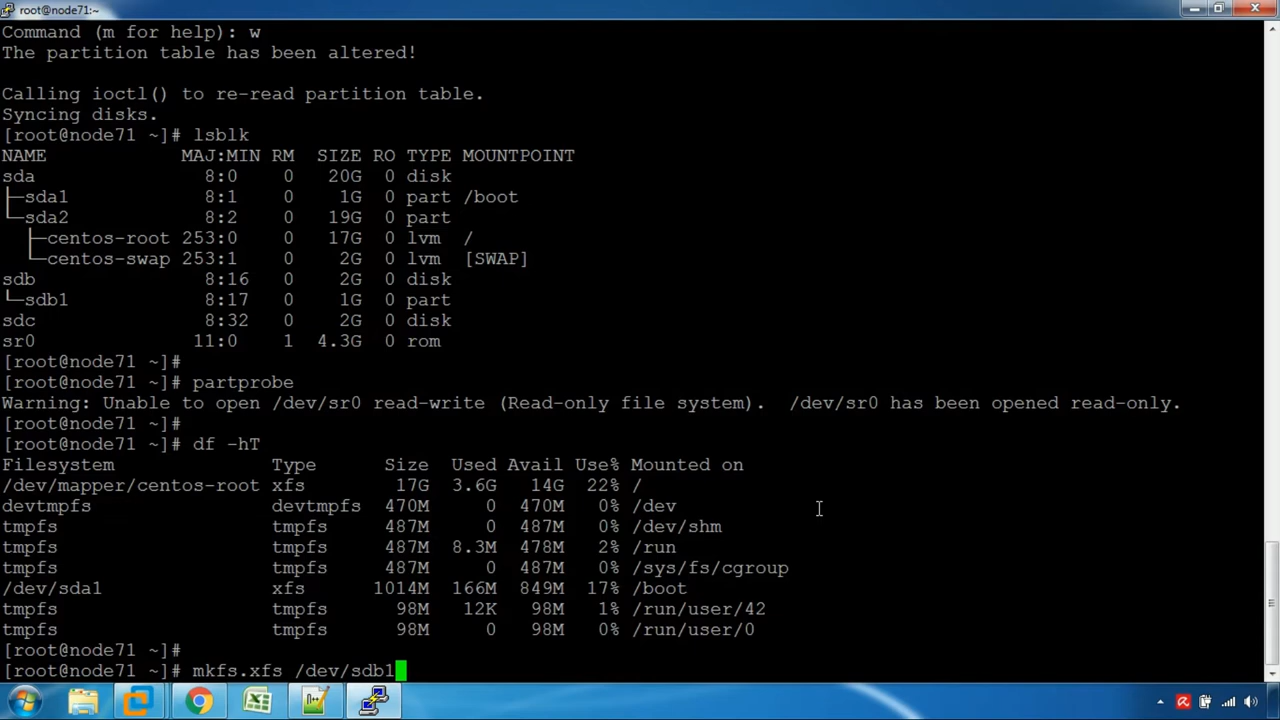 root@node71:~
Command (m for help): w
The partition table has been altered!
Calling ioctl() to re-read partition table.
Syncing disks.
[root@node71 ~]# lsblk
NAME            MAJ:MIN RM  SIZE RO TYPE MOUNTPOINT
sda               8:0    0   20G  0 disk
├─sda1            8:1    0    1G  0 part /boot
└─sda2            8:2    0   19G  0 part
  ├─centos-root 253:0    0   17G  0 lvm  /
  └─centos-swap 253:1    0    2G  0 lvm  [SWAP]
sdb               8:16   0    2G  0 disk
└─sdb1            8:17   0    1G  0 part
sdc               8:32   0    2G  0 disk
sr0              11:0    1  4.3G  0 rom
[root@node71 ~]#
[root@node71 ~]# partprobe
Warning: Unable to open /dev/sr0 read-write (Read-only file system).  /dev/sr0 has been opened read-only.
[root@node71 ~]#
[root@node71 ~]# df -hT
Filesystem              Type      Size  Used Avail Use% Mounted on
/dev/mapper/centos-root xfs        17G  3.6G   14G  22% /
devtmpfs                devtmpfs  470M     0  470M   0% /dev
tmpfs                   tmpfs     487M     0  487M   0% /dev/shm
tmpfs                   tmpfs     487M  8.3M  478M   2% /run
tmpfs                   tmpfs     487M     0  487M   0% /sys/fs/cgroup
/dev/sda1               xfs      1014M  166M  849M  17% /boot
tmpfs                   tmpfs      98M   12K   98M   1% /run/user/42
tmpfs                   tmpfs      98M     0   98M   0% /run/user/0
[root@node71 ~]#
[root@node71 ~]# mkfs.xfs /dev/sdb1